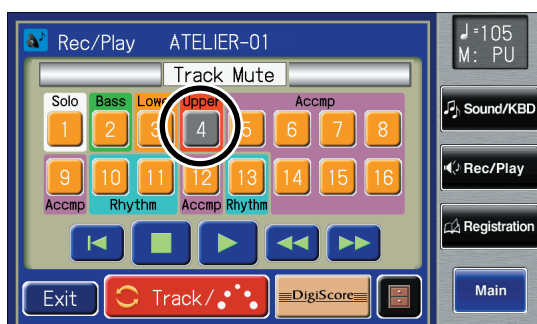 Rec/Play ATELIER-01
♩=105
M: PU
Track Mute
Solo Bass Lower Upper Accmp
1 2 3 4 5 6 7 8
9 10 11 12 13 14 15 16
Accmp Rhythm Accmp Rhythm
Exit Track/ DigiScore
Sound/KBD
Rec/Play
Registration
Main